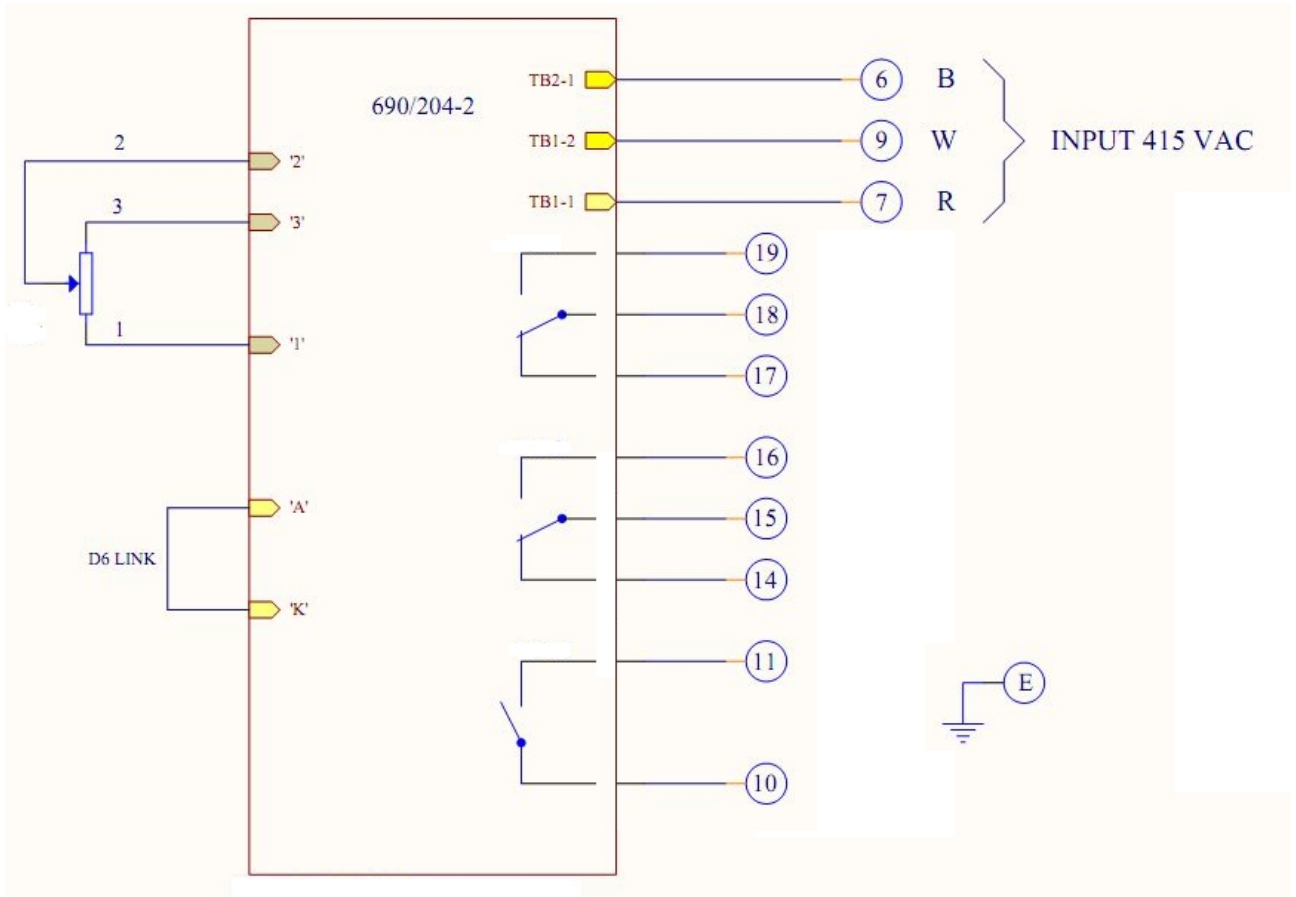 690/204-2
TB2-1
6
B
TB1-2
9
W
INPUT 415 VAC
TB1-1
7
R
2
'2'
3
'3'
1
'1'
19
18
17
16
15
14
11
10
'A'
D6 LINK
'K'
E